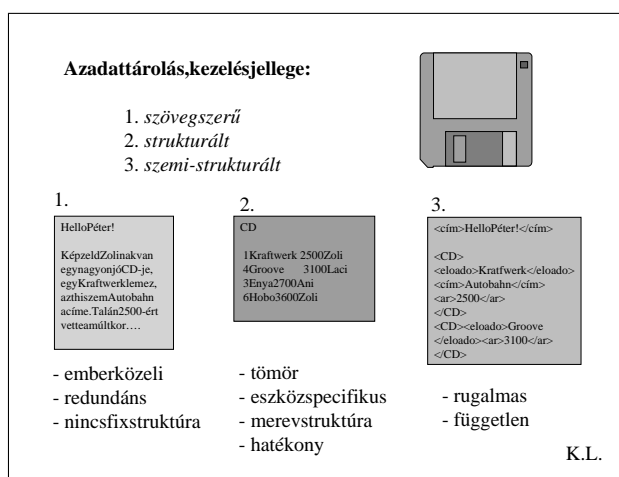 Azadattárolás,kezelésjellege:
1. szövegszerű
2. strukturált
3. szemi-strukturált
1.
HelloPéter!
KépzeldZolinakvan
egynagyonjóCD-je,
egyKraftwerklemez,
azthiszemAutobahn
acíme.Talán2500-ért
vetteamúltkor….
- emberközeli
- redundáns
- nincsfixstruktúra
2.
CD
1Kraftwerk 2500Zoli
4Groove 3100Laci
3Enya2700Ani
6Hobo3600Zoli
- tömör
- eszközspecifikus
- merevstruktúra
- hatékony
3.
<cím>HelloPéter!</cím>
<CD>
<eloado>Kratfwerk</eloado>
<cím>Autobahn</cím>
<ar>2500</ar>
</CD>
<CD><eloado>Groove
</eloado><ar>3100</ar>
</CD>
- rugalmas
- független
K.L.